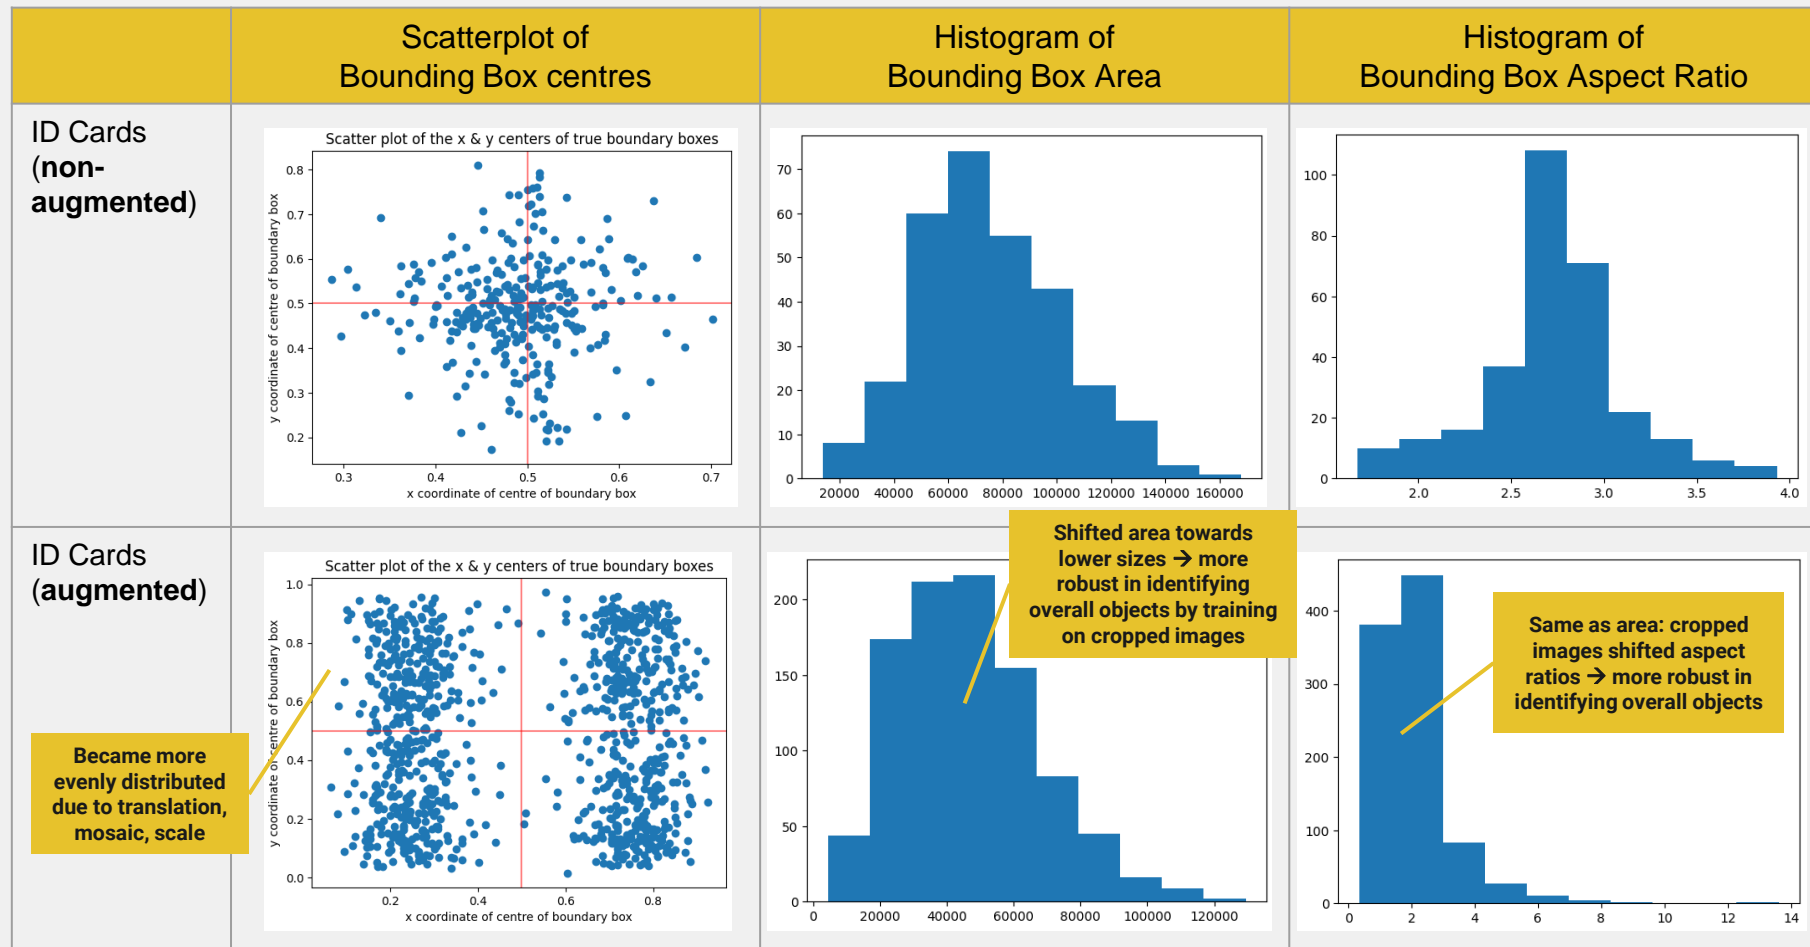 Scatterplot of
Bounding Box centres
Histogram of
Bounding Box Area
Histogram of
Bounding Box Aspect Ratio
ID Cards
(non-
augmented)
Scatter plot of the x & y centers of true boundary boxes
y coordinate of centre of boundary box
0.8
0.7
0.6
0.5
0.4
0.3
0.2
0.3
0.4
0.5
0.6
0.7
x coordinate of centre of boundary box
70
60
50
40
30
20
10
0
20000
40000
60000
80000
100000
120000
140000
160000
100
80
60
40
20
0
2.0
2.5
3.0
3.5
4.0
ID Cards
(augmented)
Became more
evenly distributed
due to translation,
mosaic, scale
Scatter plot of the x & y centers of true boundary boxes
y coordinate of centre of boundary box
1.0
0.8
0.6
0.4
0.2
0.0
0.2
0.4
0.6
0.8
x coordinate of centre of boundary box
Shifted area towards
lower sizes → more
robust in identifying
overall objects by training
on cropped images
200
150
100
50
0
0
20000
40000
60000
80000
100000
120000
Same as area: cropped
images shifted aspect
ratios → more robust in
identifying overall objects
400
300
200
100
0
0
2
4
6
8
10
12
14